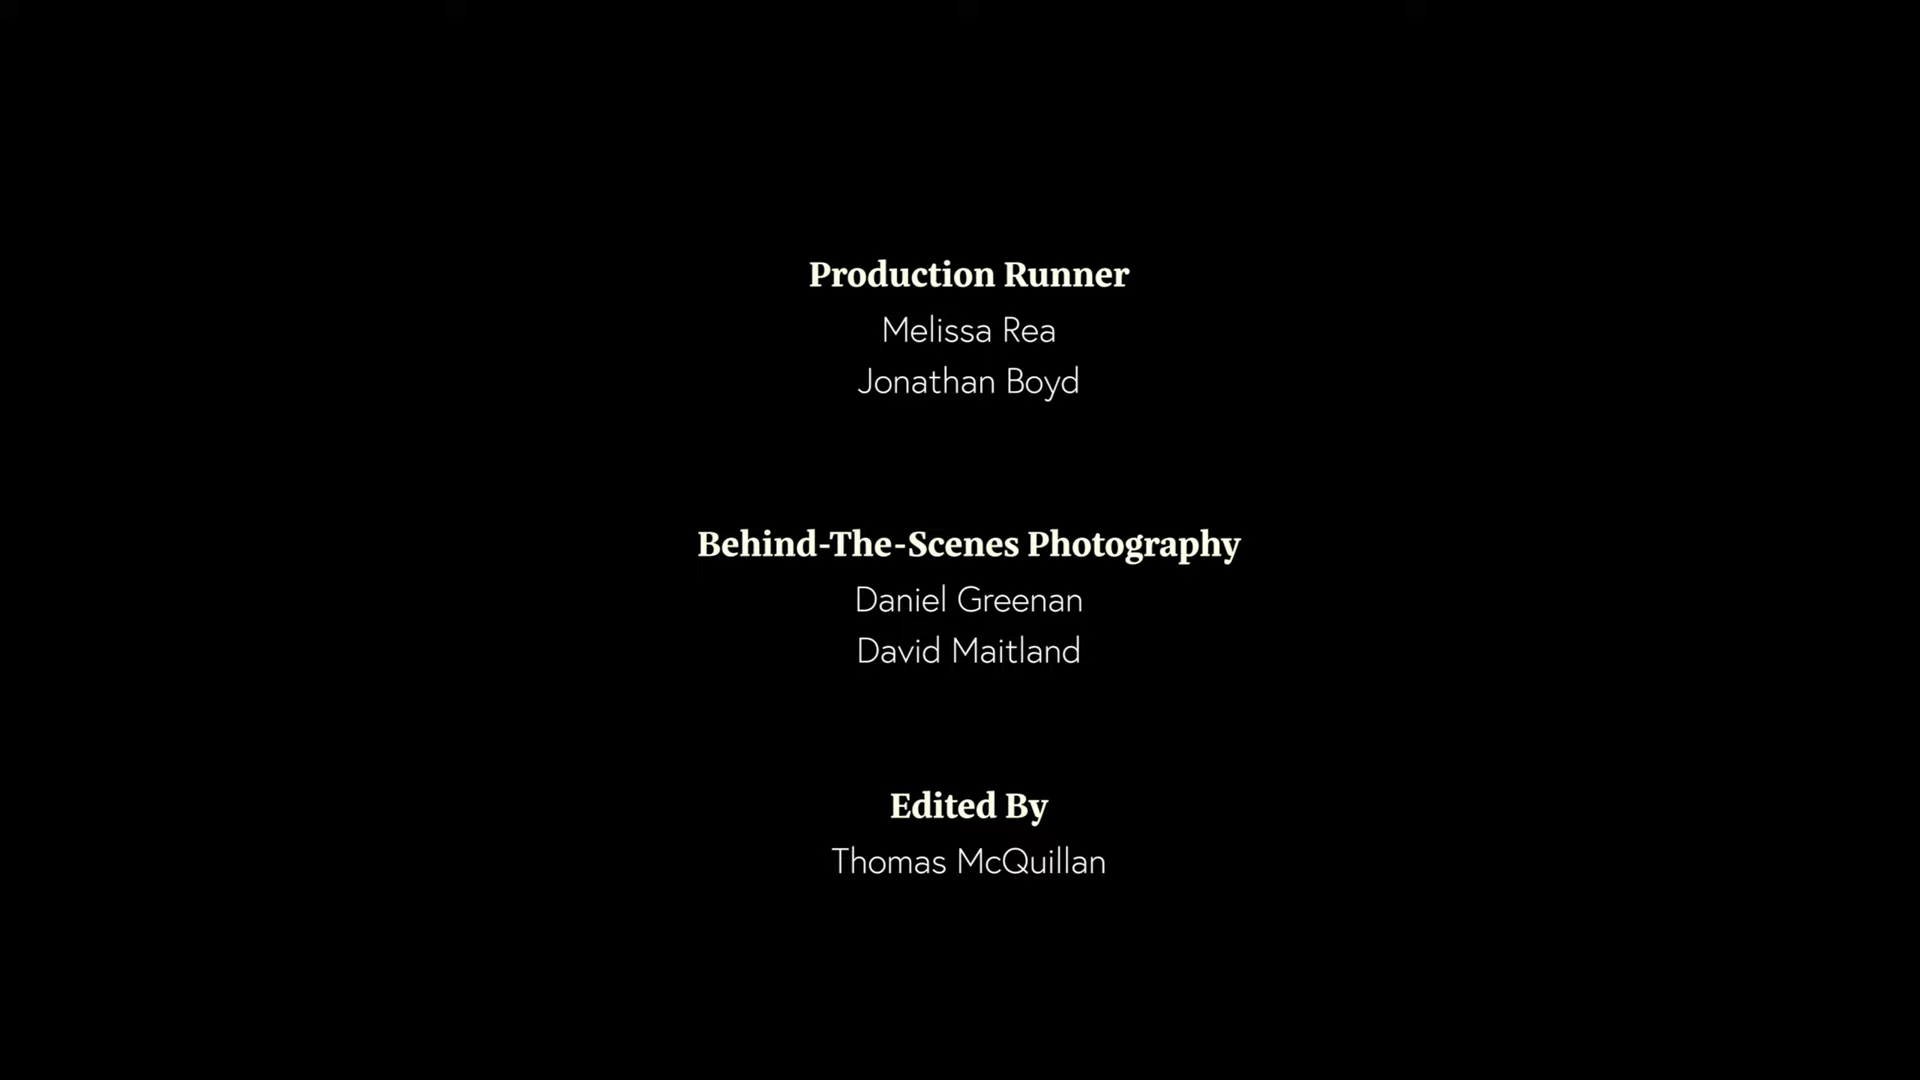 Production Runner
Melissa Rea
Jonathan Boyd
Behind-The-Scenes Photography
Daniel Greenan
David Maitland
Edited By
Thomas McQuillan